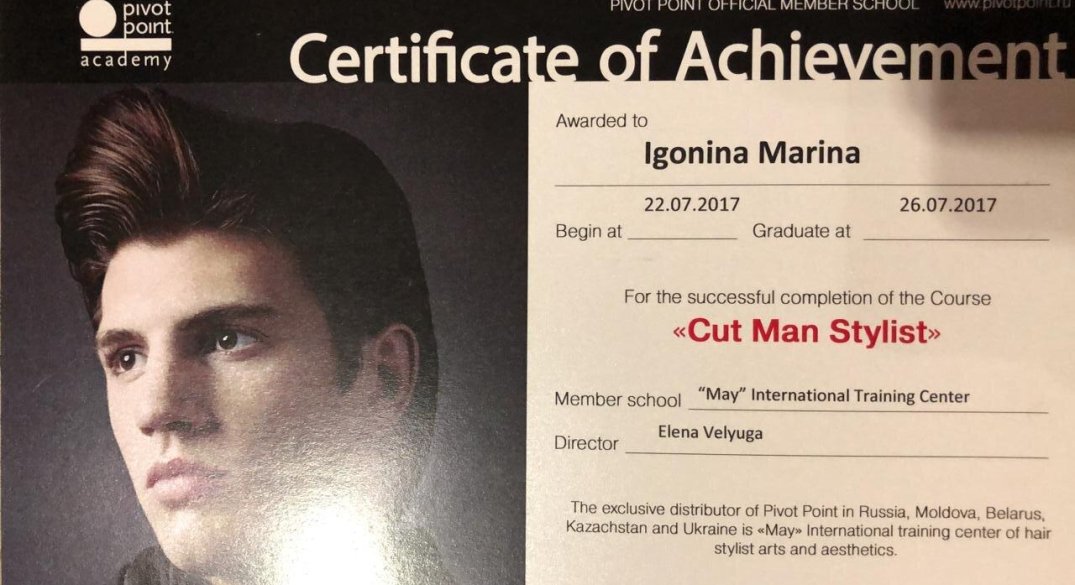 pivot
point
academy
PIVOT POINT OFFICIAL MEMBER SCHOOL www.pivotpoint.ru
Certificate of Achievement
Awarded to
Igonina Marina
22.07.2017 26.07.2017
Begin at Graduate at
For the successful completion of the Course
«Cut Man Stylist»
Member school "May" International Training Center
Director Elena Velyuga
The exclusive distributor of Pivot Point in Russia, Moldova, Belarus,
Kazachstan and Ukraine is «May» International training center of hair
stylist arts and aesthetics.